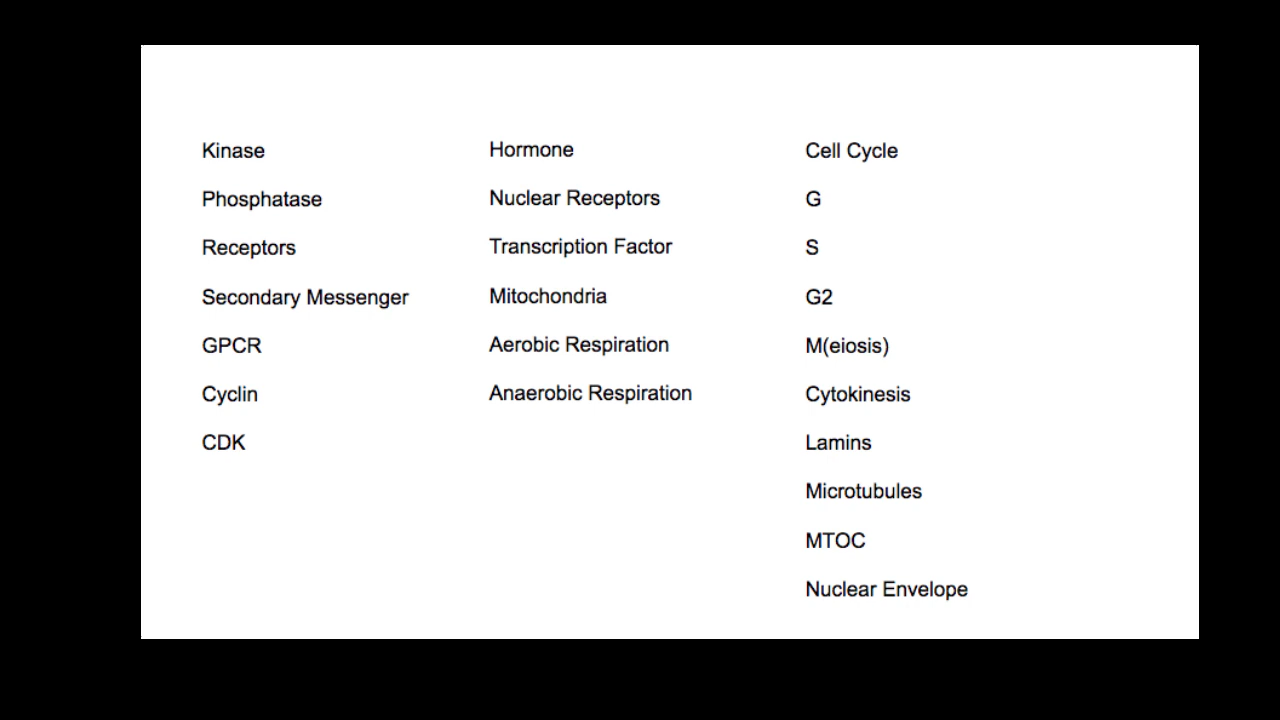 Kinase
Phosphatase
Receptors
Secondary Messenger
GPCR
Cyclin
CDK
Hormone
Nuclear Receptors
Transcription Factor
Mitochondria
Aerobic Respiration
Anaerobic Respiration
Cell Cycle
G
S
G2
M(eiosis)
Cytokinesis
Lamins
Microtubules
MTOC
Nuclear Envelope